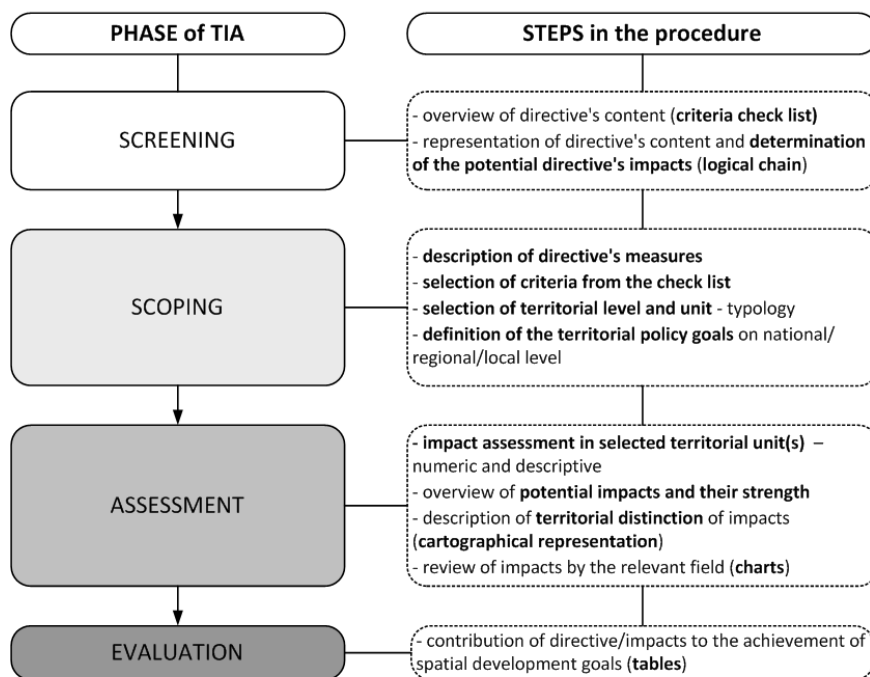 PHASE of TIA
STEPS in the procedure
SCREENING
- overview of directive's content (criteria check list)
- representation of directive's content and determination
of the potential directive's impacts (logical chain)
SCOPING
- description of directive's measures
- selection of criteria from the check list
- selection of territorial level and unit - typology
- definition of the territorial policy goals on national/
regional/local level
ASSESSMENT
- impact assessment in selected territorial unit(s) –
numeric and descriptive
- overview of potential impacts and their strength
- description of territorial distinction of impacts
(cartographical representation)
- review of impacts by the relevant field (charts)
EVALUATION
- contribution of directive/impacts to the achievement of
spatial development goals (tables)